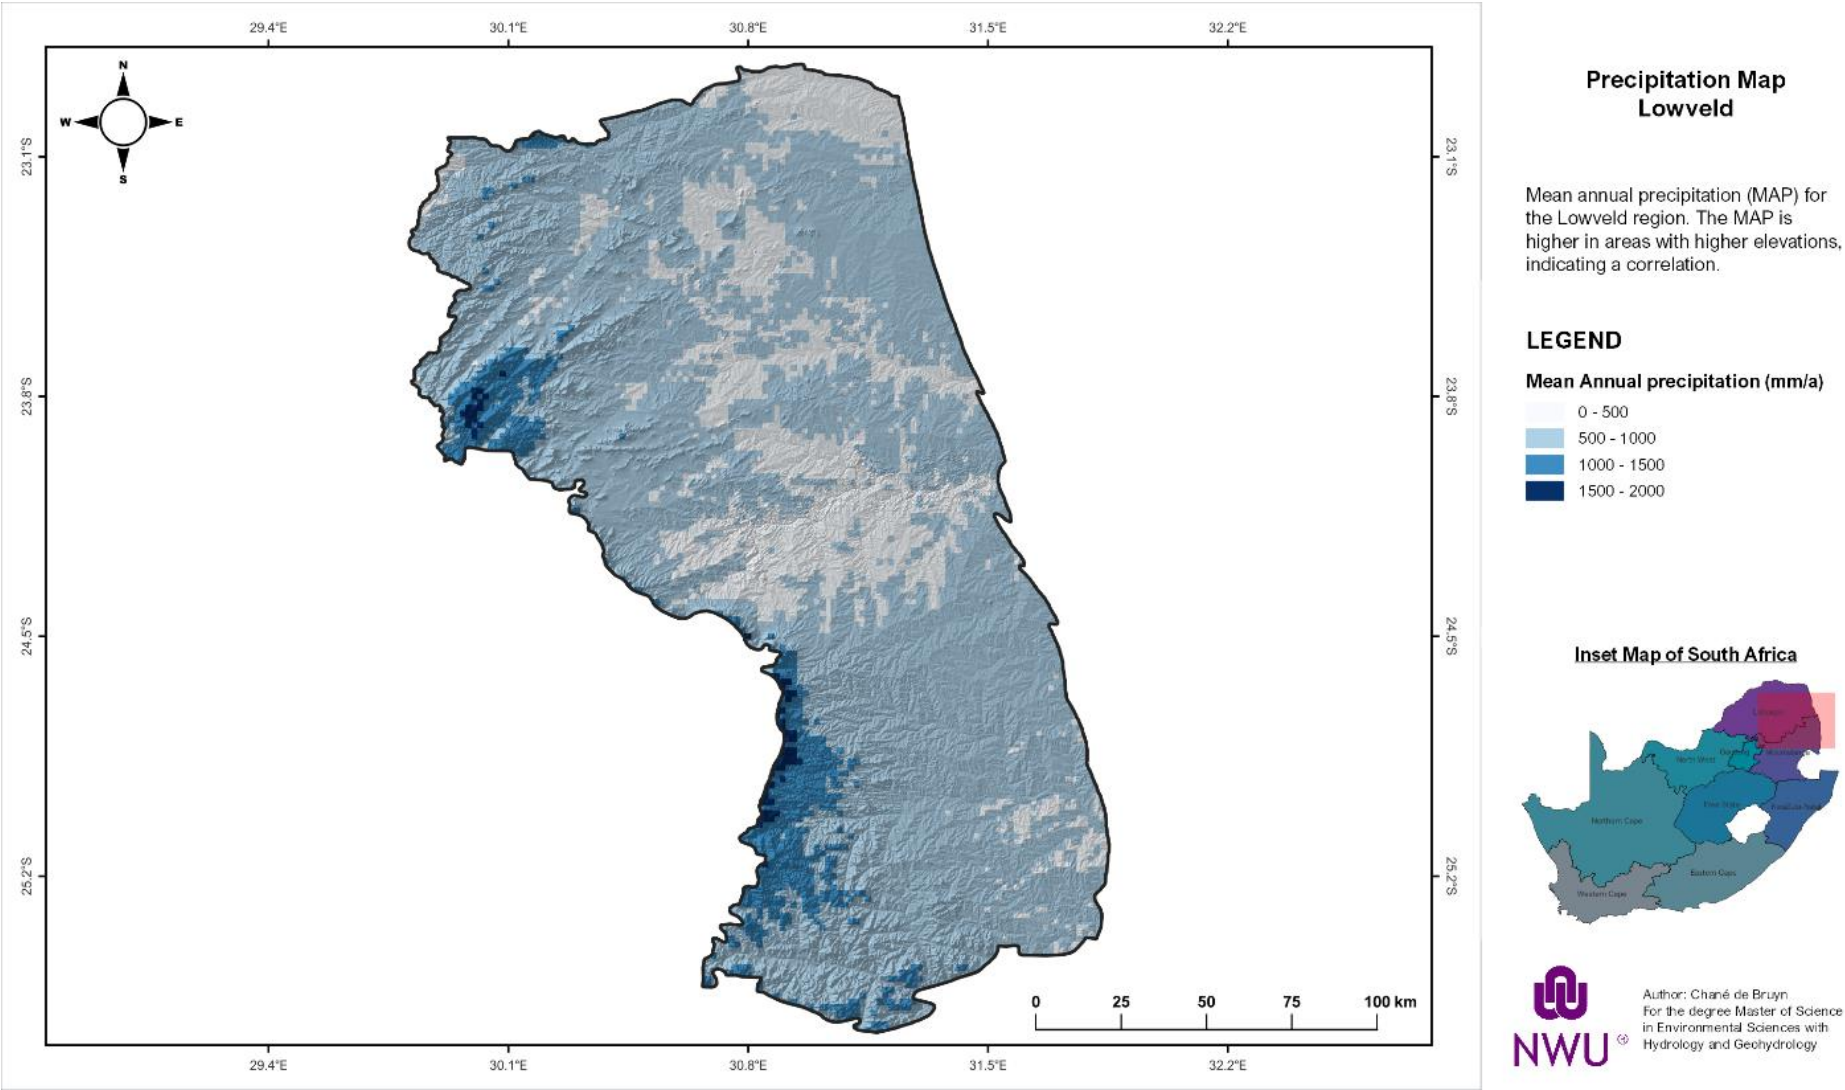 29.4°E 30.1°E 30.8°E 31.5°E 32.2°E
N
W E
S
23.1°S 23.1°S
23.8°S 23.8°S
24.5°S 24.5°S
25.2°S 25.2°S
0 25 50 75 100 km
29.4°E 30.1°E 30.8°E 31.5°E 32.2°E
Precipitation Map
Lowveld
Mean annual precipitation (MAP) for
the Lowveld region. The MAP is
higher in areas with higher elevations,
indicating a correlation.
LEGEND
Mean Annual precipitation (mm/a)
0 - 500
500 - 1000
1000 - 1500
1500 - 2000
Inset Map of South Africa
Limpopo
North West
Free State
Northern Cape
Eastern Cape
Western Cape
NWU
Author: Chané de Bruyn
For the degree Master of Science
in Environmental Sciences with
Hydrology and Geohydrology